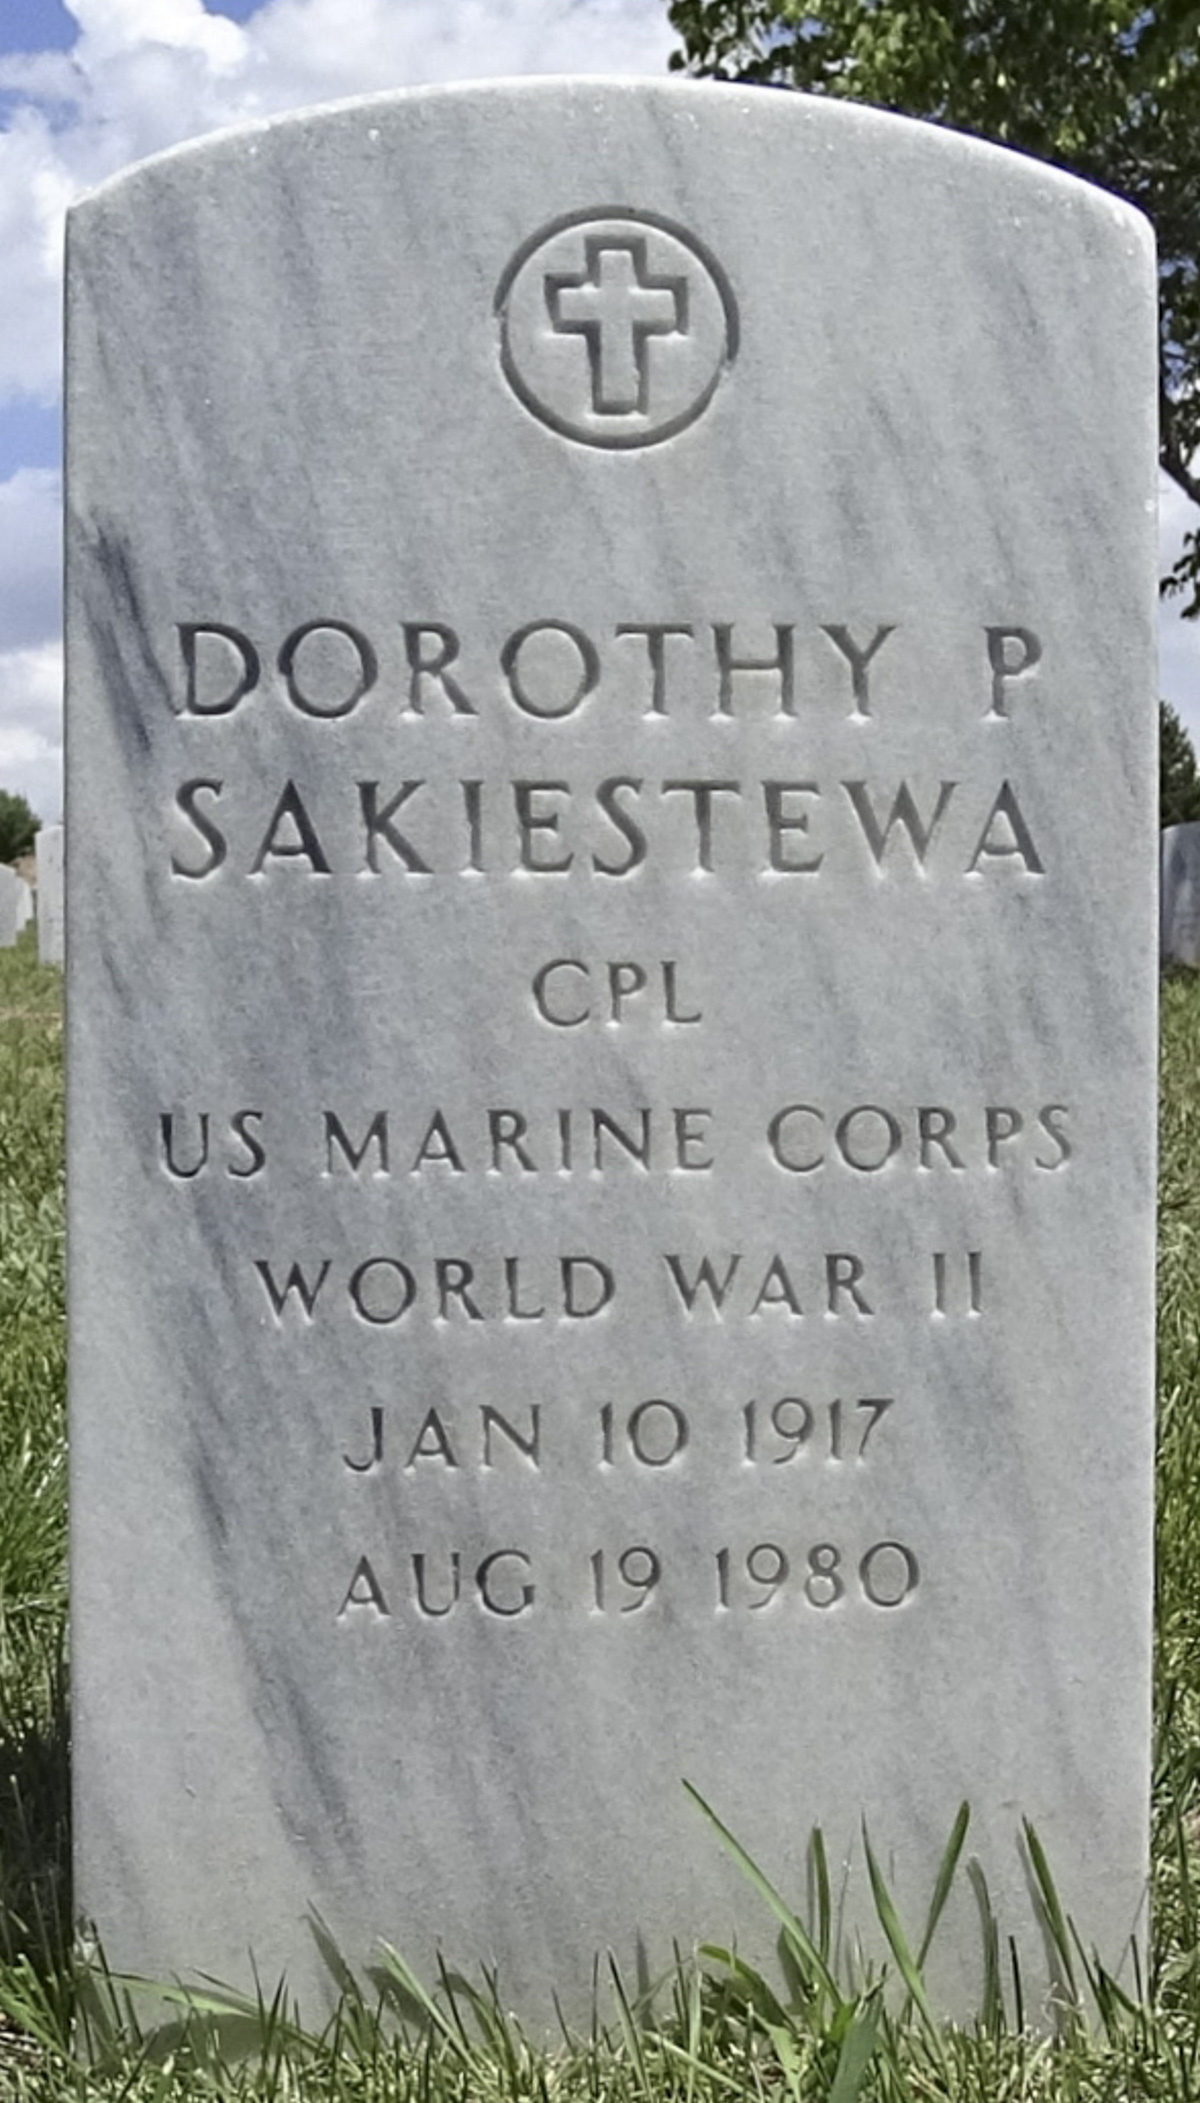 DOROTHY P
SAKIESTEWA
CPL
US MARINE CORPS
WORLD WAR II
JAN 10 1917
AUG 19 1980